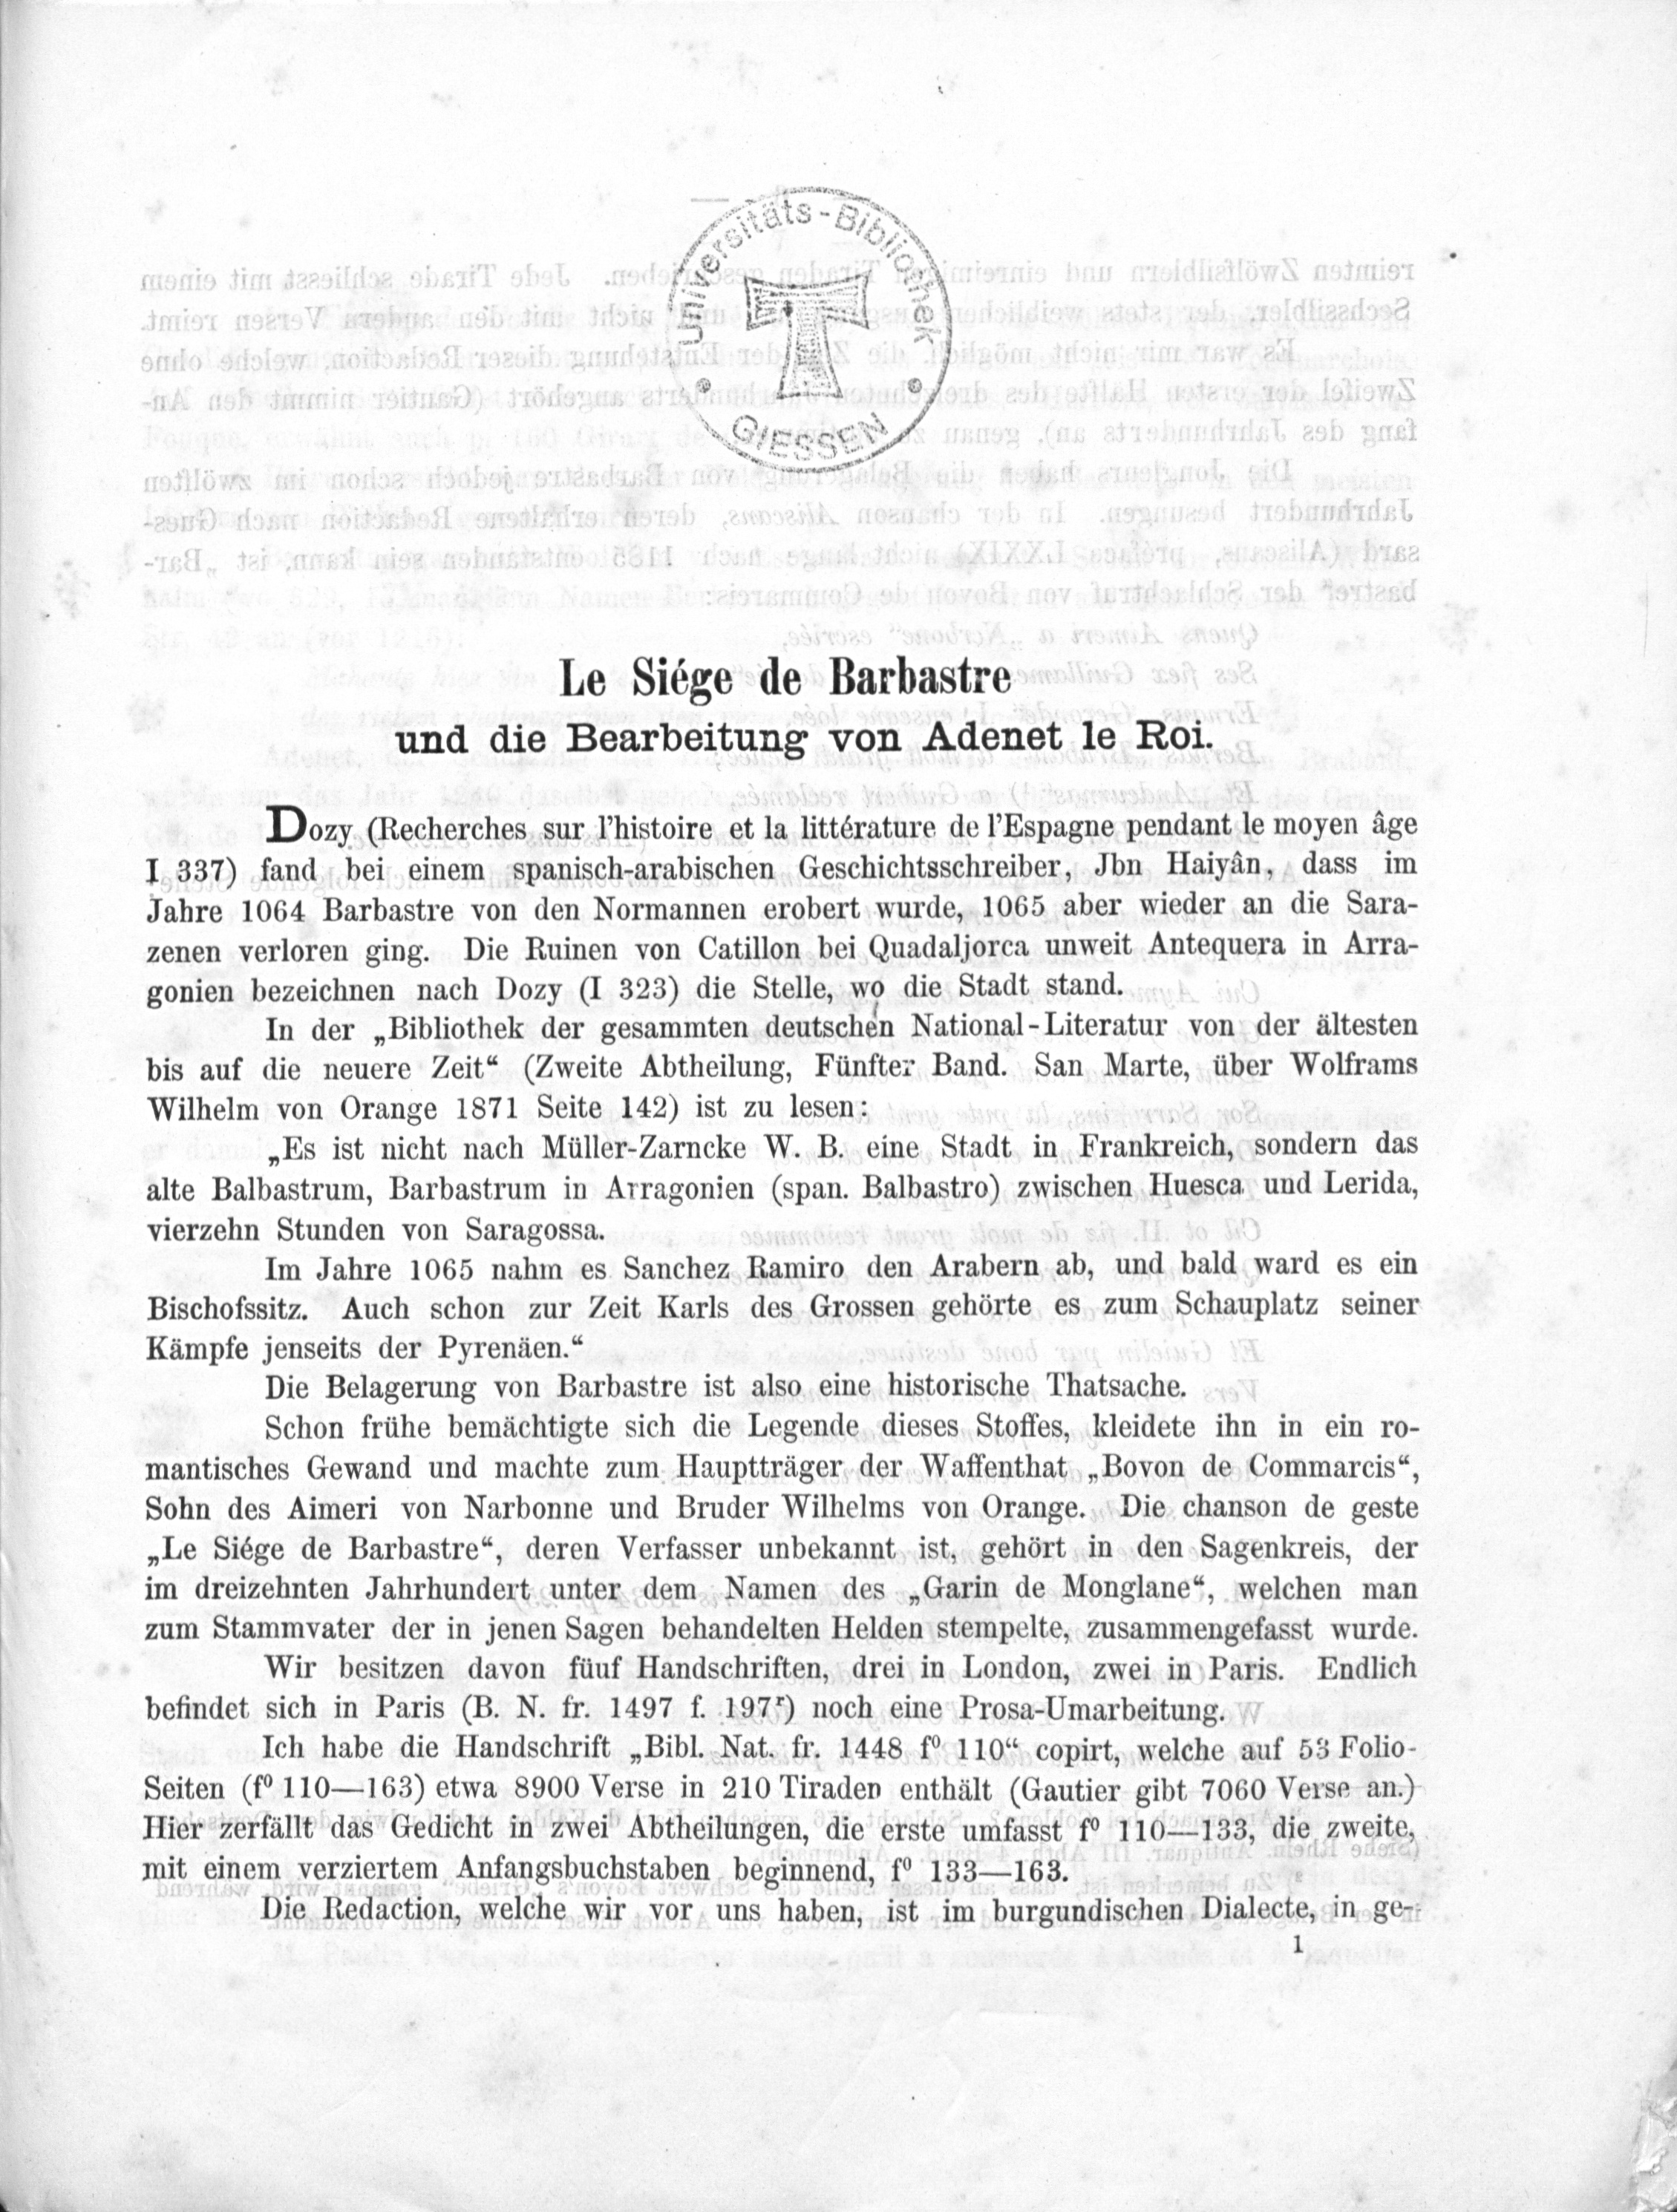 Universitäts-Bibliothek
GIESSEN
Le Siége de Barbastre
und die Bearbeitung von Adenet le Roi.
Dozy (Recherches sur l'histoire et la littérature de l'Espagne pendant le moyen âge
I 337) fand bei einem spanisch-arabischen Geschichtsschreiber, Jbn Haiyân, dass im
Jahre 1064 Barbastre von den Normannen erobert wurde, 1065 aber wieder an die Sara-
zenen verloren ging. Die Ruinen von Catillon bei Quadaljorca unweit Antequera in Arra-
gonien bezeichnen nach Dozy (I 323) die Stelle, wo die Stadt stand.
In der „Bibliothek der gesammten deutschen National-Literatur von der ältesten
bis auf die neuere Zeit“ (Zweite Abtheilung, Fünfter Band. San Marte, über Wolframs
Wilhelm von Orange 1871 Seite 142) ist zu lesen:
„Es ist nicht nach Müller-Zarncke W. B. eine Stadt in Frankreich, sondern das
alte Balbastrum, Barbastrum in Arragonien (span. Balbastro) zwischen Huesca und Lerida,
vierzehn Stunden von Saragossa.
Im Jahre 1065 nahm es Sanchez Ramiro den Arabern ab, und bald ward es ein
Bischofssitz. Auch schon zur Zeit Karls des Grossen gehörte es zum Schauplatz seiner
Kämpfe jenseits der Pyrenäen.“
Die Belagerung von Barbastre ist also eine historische Thatsache.
Schon frühe bemächtigte sich die Legende dieses Stoffes, kleidete ihn in ein ro-
mantisches Gewand und machte zum Hauptträger der Waffenthat „Bovon de Commarcis“,
Sohn des Aimeri von Narbonne und Bruder Wilhelms von Orange. Die chanson de geste
„Le Siége de Barbastre“, deren Verfasser unbekannt ist, gehört in den Sagenkreis, der
im dreizehnten Jahrhundert unter dem Namen des „Garin de Monglane“, welchen man
zum Stammvater der in jenen Sagen behandelten Helden stempelte, zusammengefasst wurde.
Wir besitzen davon füuf Handschriften, drei in London, zwei in Paris. Endlich
befindet sich in Paris (B. N. fr. 1497 f. 197r) noch eine Prosa-Umarbeitung.
Ich habe die Handschrift „Bibl. Nat. fr. 1448 f⁰ 110“ copirt, welche auf 53 Folio-
Seiten (f⁰ 110—163) etwa 8900 Verse in 210 Tiraden enthält (Gautier gibt 7060 Verse an.)
Hier zerfällt das Gedicht in zwei Abtheilungen, die erste umfasst f⁰ 110—133, die zweite,
mit einem verziertem Anfangsbuchstaben beginnend, f⁰ 133—163.
Die Redaction, welche wir vor uns haben, ist im burgundischen Dialecte, in ge-
1